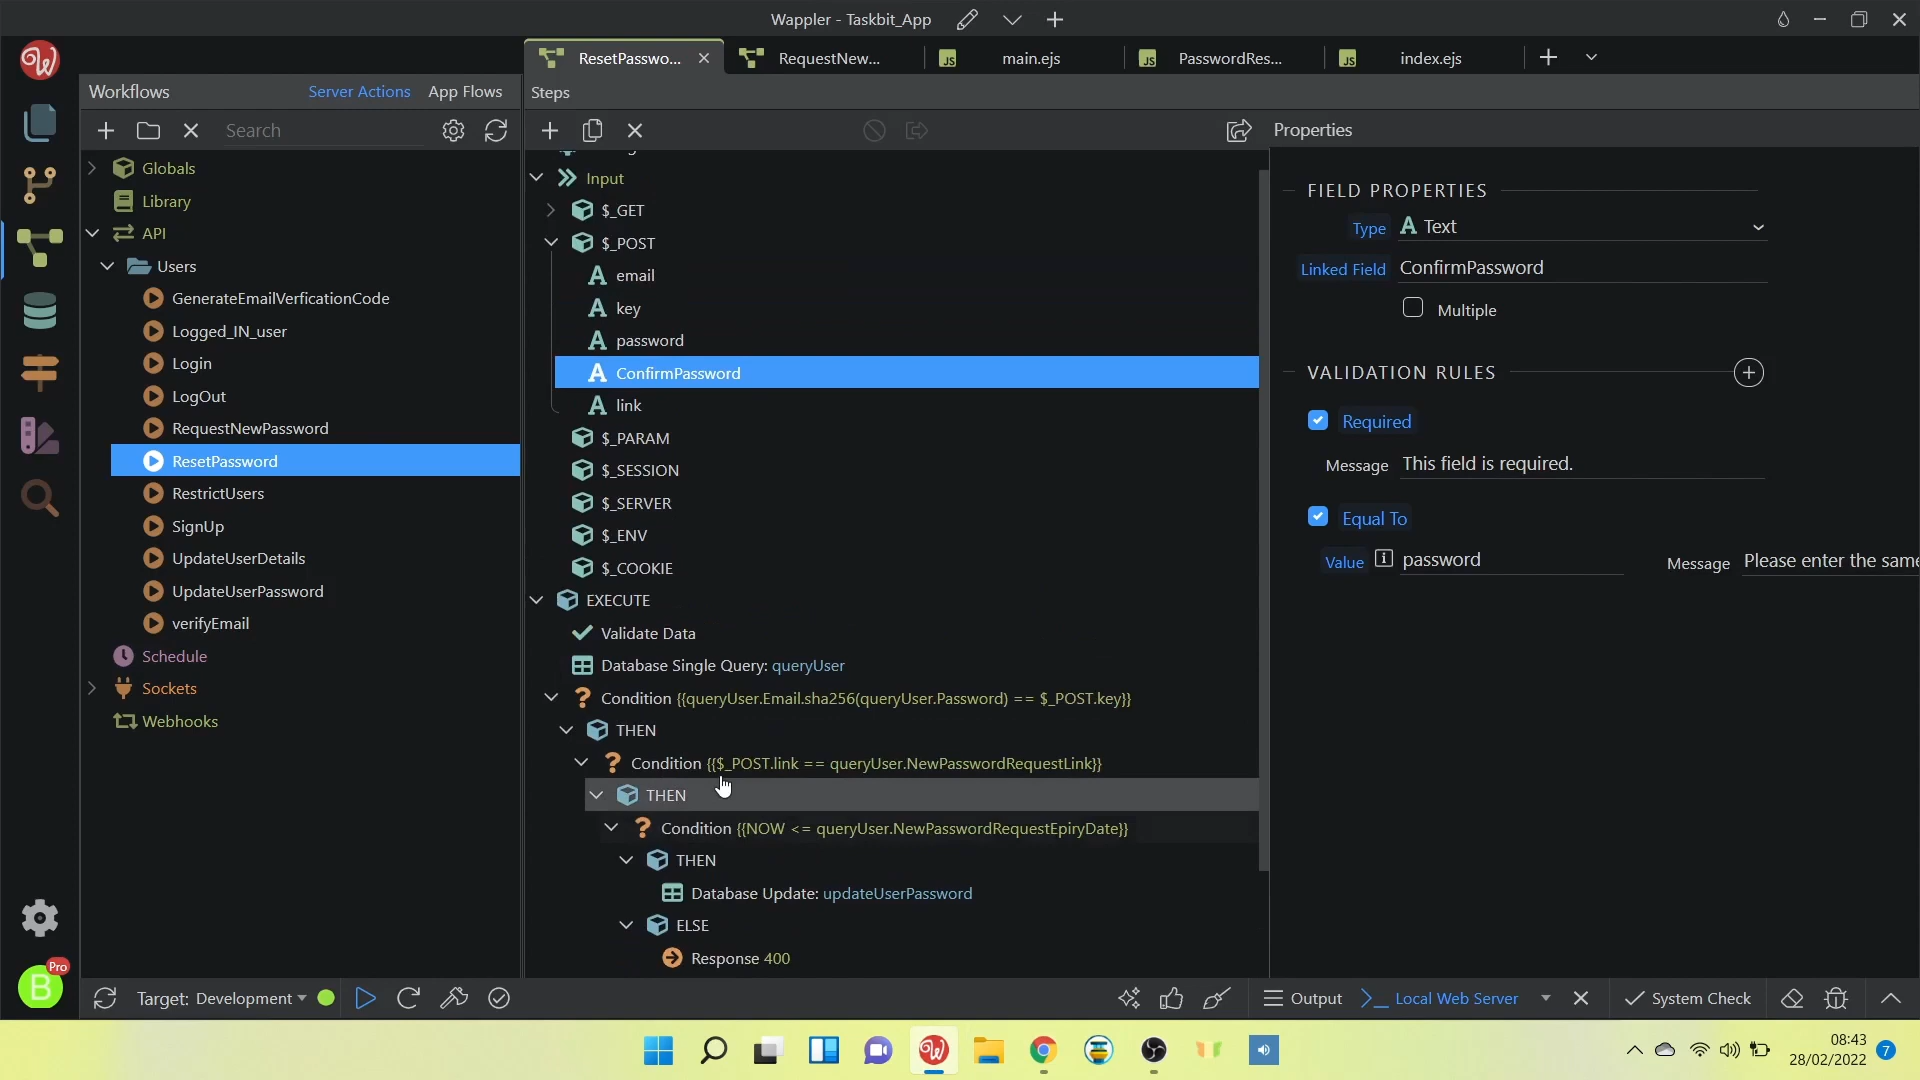 Wappler - Taskbit_App
ResetPasswo...
RequestNew...
main.ejs
PasswordRes...
index.ejs
Workflows
Server Actions
App Flows
Steps
Search
Properties
Globals
Library
API
Users
GenerateEmailVerficationCode
Logged_IN_user
Login
LogOut
RequestNewPassword
ResetPassword
RestrictUsers
SignUp
UpdateUserDetails
UpdateUserPassword
verifyEmail
Schedule
Sockets
Webhooks
Input
$_GET
$_POST
email
key
password
ConfirmPassword
link
$_PARAM
$_SESSION
$_SERVER
$_ENV
$_COOKIE
EXECUTE
Validate Data
Database Single Query: queryUser
Condition {{queryUser.Email.sha256(queryUser.Password) == $_POST.key}}
THEN
Condition {{$_POST.link == queryUser.NewPasswordRequestLink}}
THEN
Condition {{NOW <= queryUser.NewPasswordRequestEpiryDate}}
THEN
Database Update: updateUserPassword
ELSE
Response 400
FIELD PROPERTIES
Type
Text
Linked Field
ConfirmPassword
Multiple
VALIDATION RULES
Required
Message
This field is required.
Equal To
Value
password
Message
Please enter the same
Pro
B
Target: Development
Output
Local Web Server
System Check
08:43
28/02/2022
7